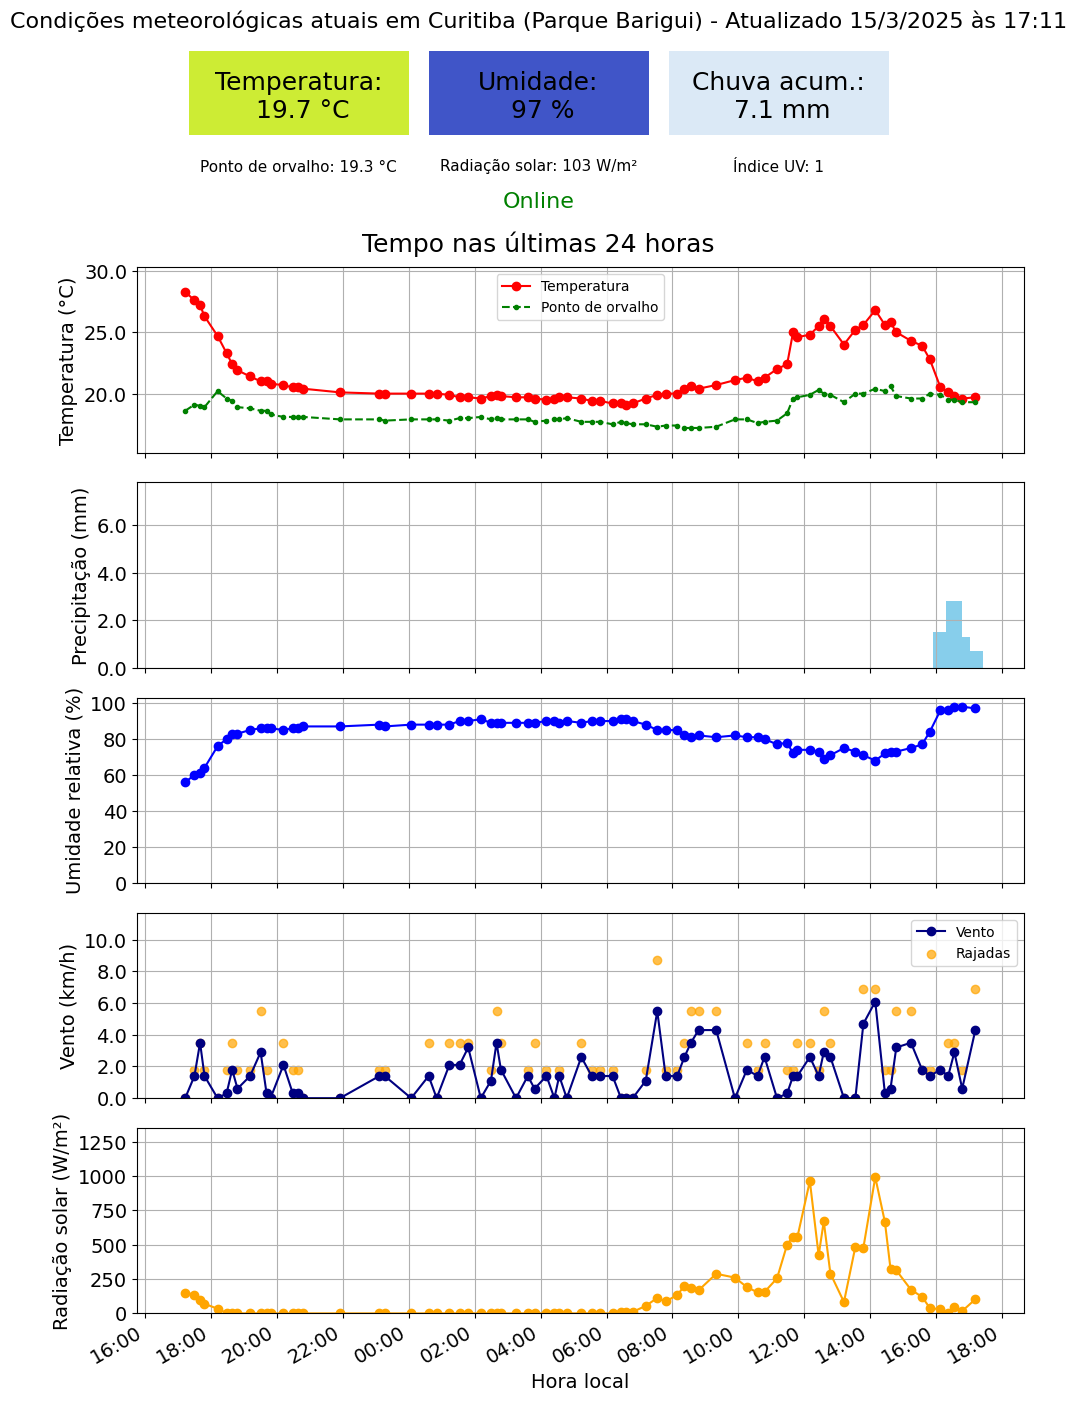 Condições meteorológicas atuais em Curitiba (Parque Barigui) - Atualizado 15/3/2025 às 17:11
Temperatura:
19.7 °C
Umidade:
97 %
Chuva acum.:
7.1 mm
Ponto de orvalho: 19.3 °C
Radiação solar: 103 W/m²
Índice UV: 1
Online
Tempo nas últimas 24 horas
Temperatura (°C)
30.0
25.0
20.0
Temperatura
Ponto de orvalho
Precipitação (mm)
6.0
4.0
2.0
0.0
Umidade relativa (%)
100
80
60
40
20
0
Vento (km/h)
10.0
8.0
6.0
4.0
2.0
0.0
Vento
Rajadas
Radiação solar (W/m²)
1250
1000
750
500
250
0
16:00 18:00 20:00 22:00 00:00 02:00 04:00 06:00 08:00 10:00 12:00 14:00 16:00 18:00
Hora local